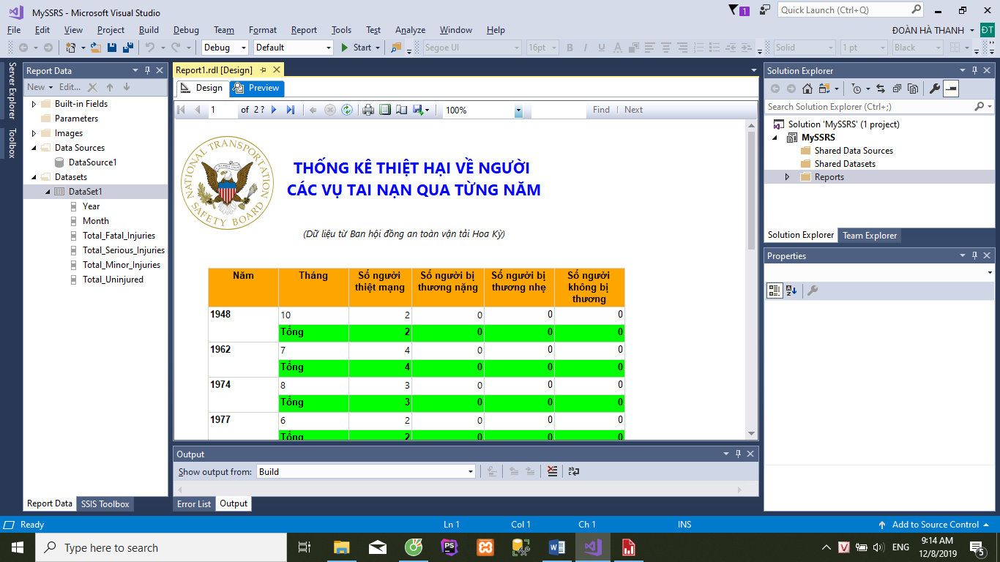 MySSRS - Microsoft Visual Studio
1
Quick Launch (Ctrl+Q)
File Edit View Project Build Debug Team Format Report Tools Test Analyze Window Help
ĐOÀN HÀ THANH ĐT
Debug Default Start Segoe UI 16pt B I U A Solid 1 pt Black
Server Explorer
Toolbox
Report Data
New Edit...
Built-in Fields
Parameters
Images
Data Sources
DataSource1
Datasets
DataSet1
Year
Month
Total_Fatal_Injuries
Total_Serious_Injuries
Total_Minor_Injuries
Total_Uninjured
Report Data SSIS Toolbox
Report1.rdl [Design]
Design Preview
1 of 2 ? 100% Find | Next
NATIONAL TRANSPORTATION
SAFETY BOARD
THỐNG KÊ THIỆT HẠI VỀ NGƯỜI
CÁC VỤ TAI NẠN QUA TỪNG NĂM
(Dữ liệu từ Ban hội đồng an toàn vận tải Hoa Kỳ)
Năm Tháng Số người thiệt mạng Số người bị thương nặng Số người bị thương nhẹ Số người không bị thương
1948 10 2 0 0 0
Tổng 2 0 0 0
1962 7 4 0 0 0
Tổng 4 0 0 0
1974 8 3 0 0 0
Tổng 3 0 0 0
1977 6 2 0 0 0
Tổng 2 0 0 0
Output
Show output from: Build
Error List Output
Solution Explorer
Search Solution Explorer (Ctrl+;)
Solution 'MySSRS' (1 project)
MySSRS
Shared Data Sources
Shared Datasets
Reports
Solution Explorer Team Explorer
Properties
Ready Ln 1 Col 1 Ch 1 INS Add to Source Control
Type here to search
PS
V ENG
9:14 AM
12/8/2019
5